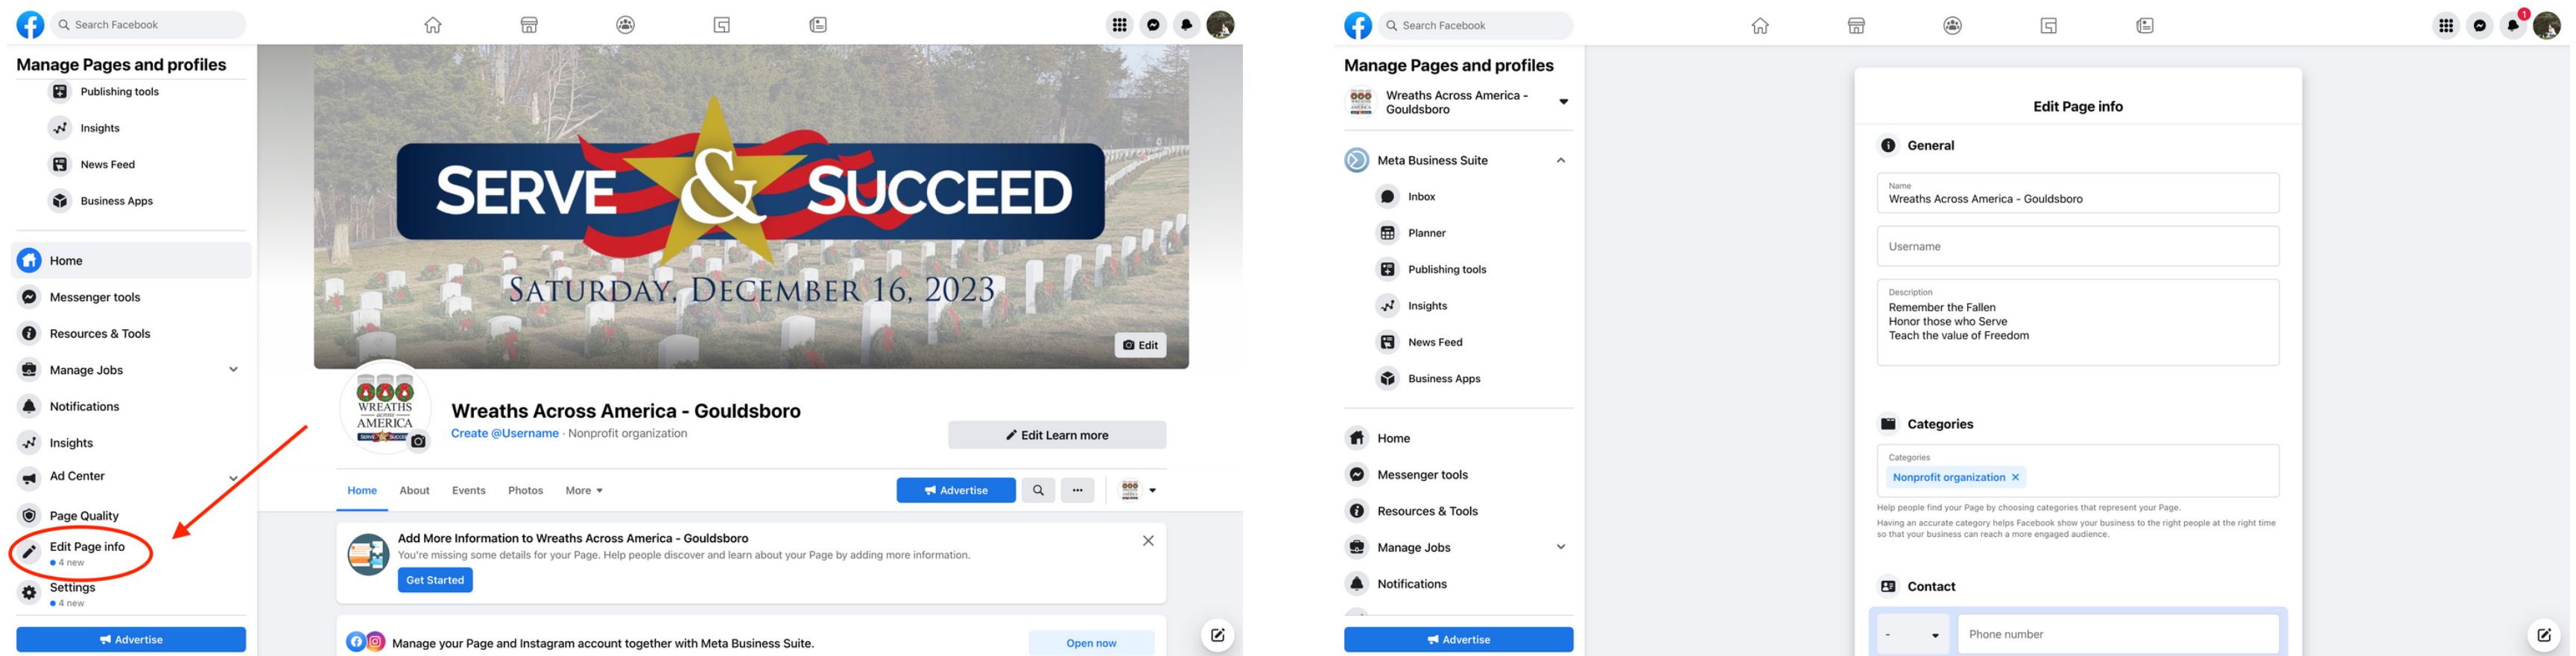 Search Facebook
Manage Pages and profiles
Publishing tools
Insights
News Feed
Business Apps
Home
Messenger tools
Resources & Tools
Manage Jobs
Notifications
Insights
Ad Center
Page Quality
Edit Page info
4 new
Settings
4 new
Advertise
SERVE & SUCCEED
SATURDAY, DECEMBER 16, 2023
Edit
WREATHS
across
AMERICA
SERVE & SUCCEED
Wreaths Across America - Gouldsboro
Create @Username · Nonprofit organization
Edit Learn more
Home
About
Events
Photos
More
Advertise
Add More Information to Wreaths Across America - Gouldsboro
You're missing some details for your Page. Help people discover and learn about your Page by adding more information.
Get Started
Manage your Page and Instagram account together with Meta Business Suite.
Open now
Search Facebook
1
Manage Pages and profiles
Wreaths Across America -
Gouldsboro
Meta Business Suite
Inbox
Planner
Publishing tools
Insights
News Feed
Business Apps
Home
Messenger tools
Resources & Tools
Manage Jobs
Notifications
Advertise
Edit Page info
General
Name
Wreaths Across America - Gouldsboro
Username
Description
Remember the Fallen
Honor those who Serve
Teach the value of Freedom
Categories
Categories
Nonprofit organization ×
Help people find your Page by choosing categories that represent your Page.
Having an accurate category helps Facebook show your business to the right people at the right time
so that your business can reach a more engaged audience.
Contact
-
Phone number